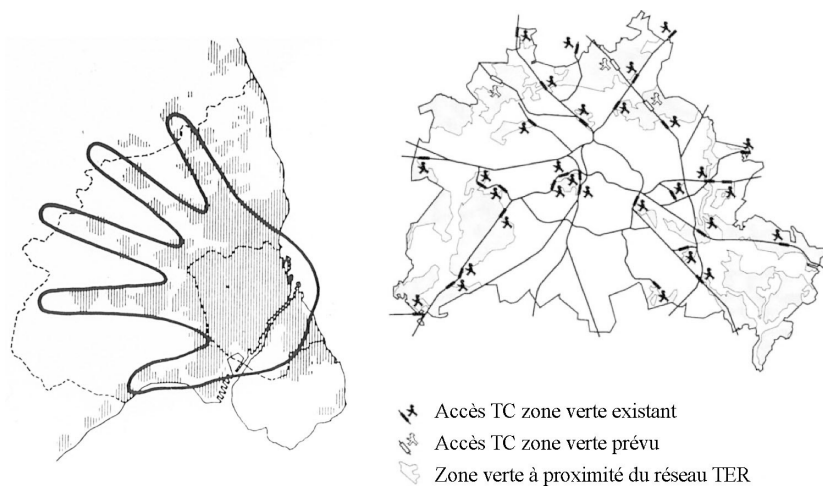 Accès TC zone verte existant
Accès TC zone verte prévu
Zone verte à proximité du réseau TER